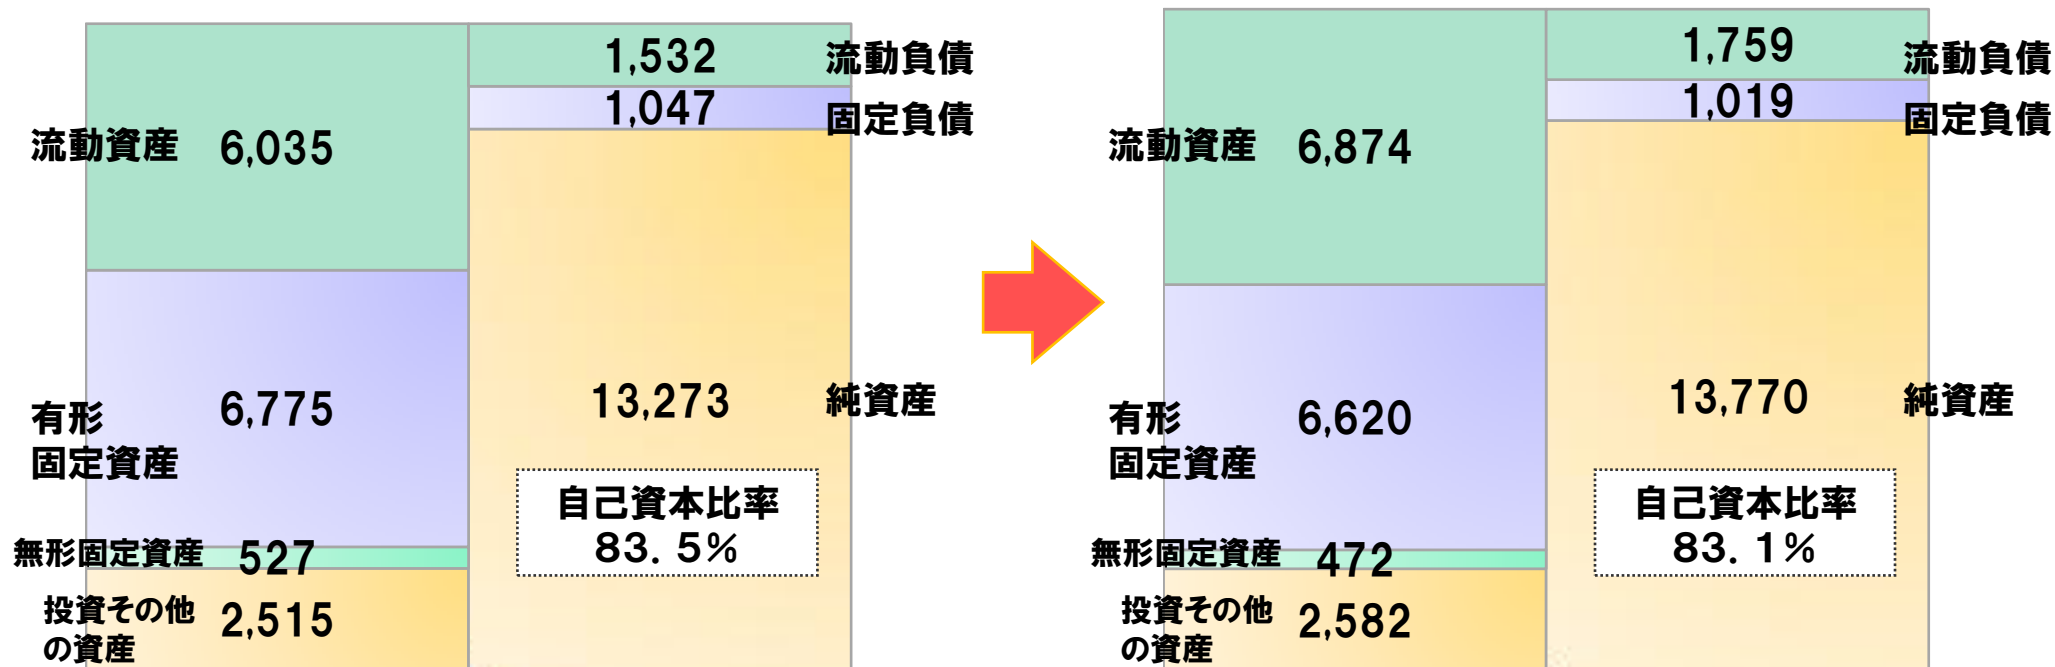 流動資産 6,035
有形
固定資産
6,775
無形固定資産 527
投資その他
の資産
2,515
1,532 流動負債
1,047 固定負債
13,273 純資産
自己資本比率
83.5%
流動資産 6,874
有形
固定資産
6,620
無形固定資産 472
投資その他
の資産
2,582
1,759 流動負債
1,019 固定負債
13,770 純資産
自己資本比率
83.1%